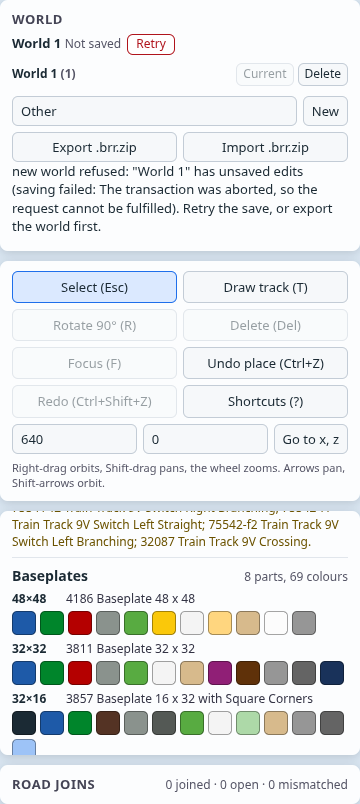 WORLD
World 1 Not saved Retry
World 1 (1) Current Delete
Other New
Export .brr.zip Import .brr.zip
new world refused: "World 1" has unsaved edits
(saving failed: The transaction was aborted, so the
request cannot be fulfilled). Retry the save, or export
the world first.
Select (Esc) Draw track (T)
Rotate 90° (R) Delete (Del)
Focus (F) Undo place (Ctrl+Z)
Redo (Ctrl+Shift+Z) Shortcuts (?)
640 0 Go to x, z
Right-drag orbits, Shift-drag pans, the wheel zooms. Arrows pan,
Shift-arrows orbit.
Train Track 9V Switch Left Straight; 75542-f2 Train Track 9V
Switch Left Branching; 32087 Train Track 9V Crossing.
Baseplates 8 parts, 69 colours
48×48 4186 Baseplate 48 x 48
32×32 3811 Baseplate 32 x 32
32×16 3857 Baseplate 16 x 32 with Square Corners
ROAD JOINS 0 joined · 0 open · 0 mismatched